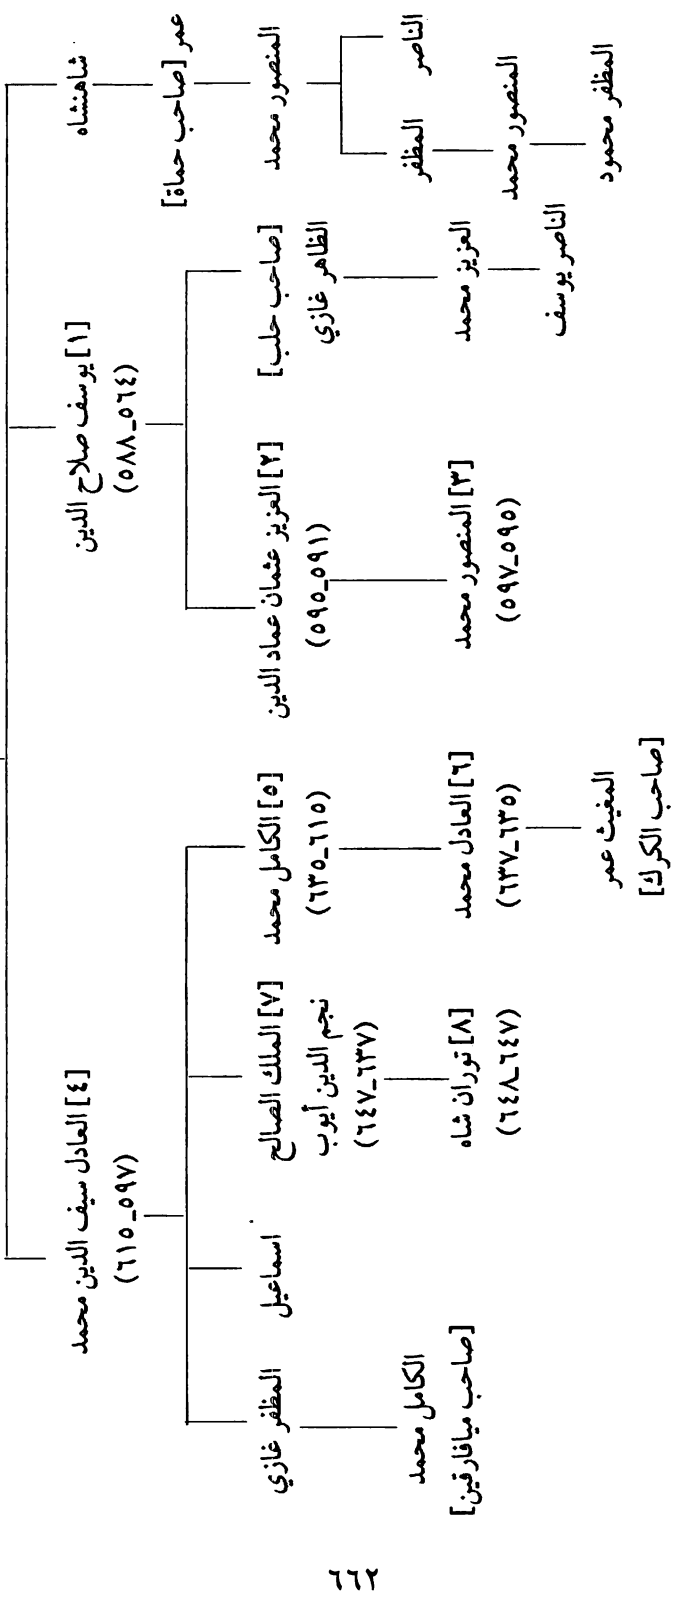 شاهنشاه
عمر [صاحب حماة]
المنصور محمد
الناصر
المظفر
المنصور محمد
المظفر محمود
[١] يوسف صلاح الدين
(٥٦٤_٥٨٨)
[صاحب حلب]
الظاهر غازي
العزيز محمد
الناصر يوسف
[٢] العزيز عثمان عماد الدين
(٥٩١_٥٩٥)
[٣] المنصور محمد
(٥٩٥_٥٩٧)
[٤] العادل سيف الدين محمد
(٥٩٧_٦١٥)
[٥] الكامل محمد
(٦١٥_٦٣٥)
[٦] العادل محمد
(٦٣٥_٦٣٧)
المغيث عمر
[صاحب الكرك]
[٧] الملك الصالح
نجم الدين أيوب
(٦٣٧_٦٤٧)
[٨] توران شاه
(٦٤٧_٦٤٨)
اسماعيل
المظفر غازي
الكامل محمد
[صاحب ميافارقين]
٦٦٢